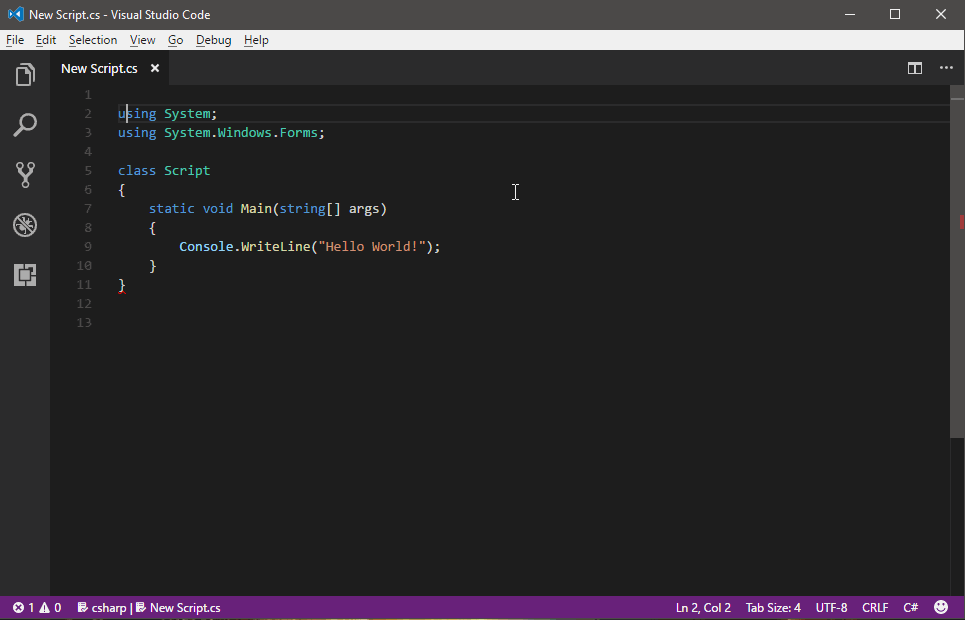 New Script.cs - Visual Studio Code
File Edit Selection View Go Debug Help
New Script.cs
1
2 using System;
3 using System.Windows.Forms;
4
5 class Script
6 {
7 static void Main(string[] args)
8 {
9 Console.WriteLine("Hello World!");
10 }
11 }
12
13
1 0 csharp | New Script.cs Ln 2, Col 2 Tab Size: 4 UTF-8 CRLF C#